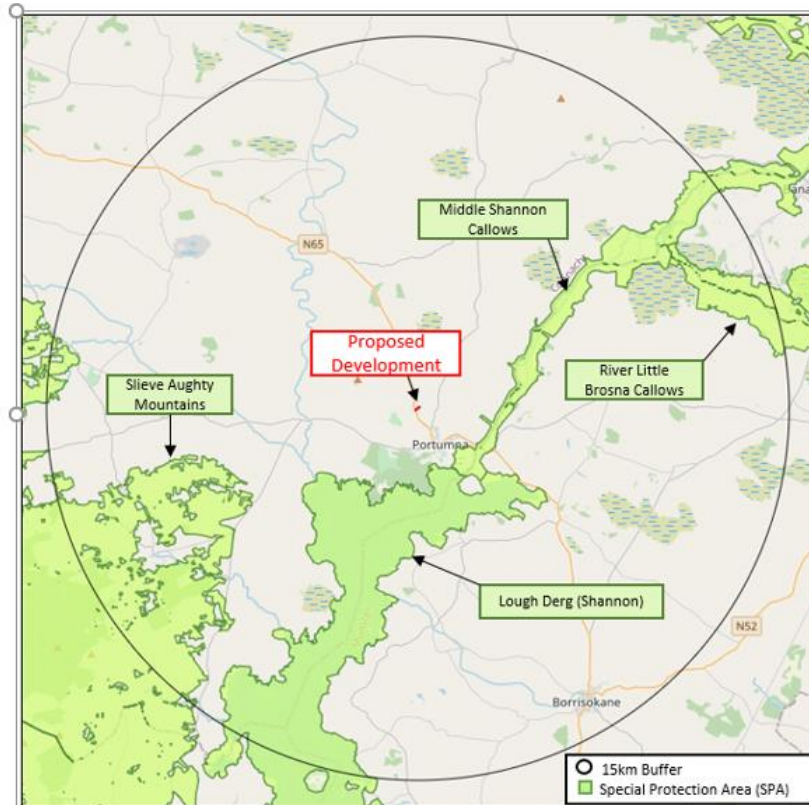 Middle Shannon
Callows
N65
Proposed
Development
River Little
Brosna Callows
Slieve Aughty
Mountains
Portumna
Lough Derg (Shannon)
N52
Borrisokane
15km Buffer
Special Protection Area (SPA)